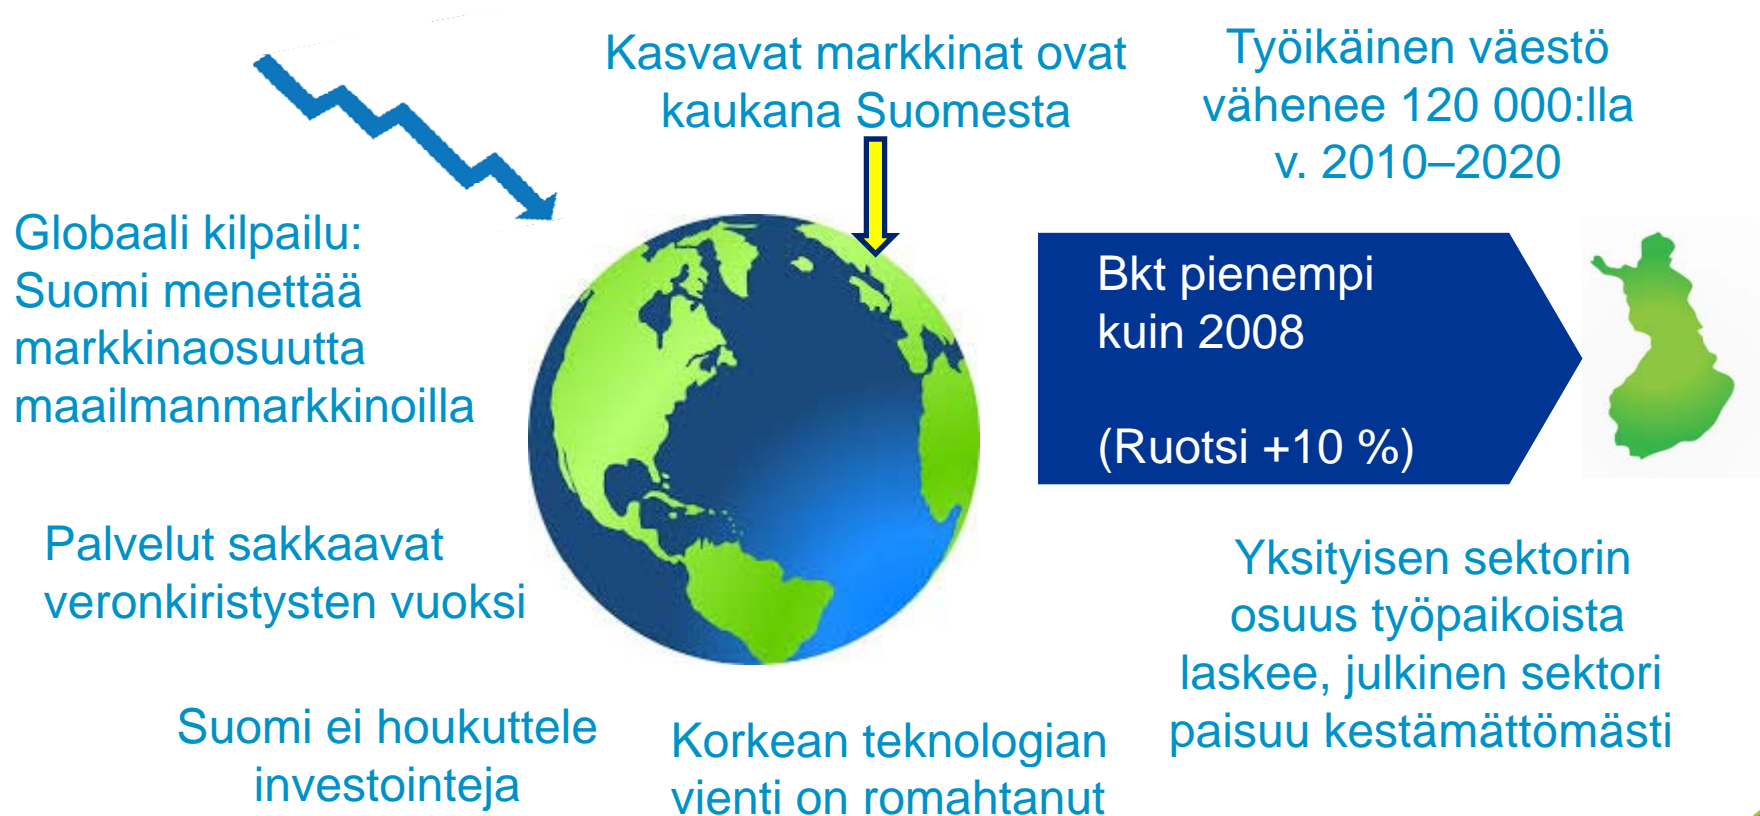 Kasvavat markkinat ovat
kaukana Suomesta
Työikäinen väestö
vähenee 120 000:lla
v. 2010–2020
Globaali kilpailu:
Suomi menettää
markkinaosuutta
maailmanmarkkinoilla
Bkt pienempi
kuin 2008
(Ruotsi +10 %)
Palvelut sakkaavat
veronkiristysten vuoksi
Yksityisen sektorin
osuus työpaikoista
laskee, julkinen sektori
paisuu kestämättömästi
Suomi ei houkuttele
investointeja
Korkean teknologian
vienti on romahtanut